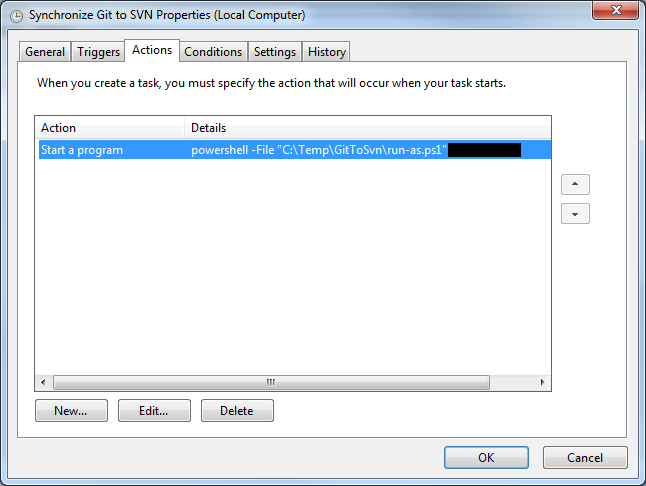 Synchronize Git to SVN Properties (Local Computer)
General Triggers Actions Conditions Settings History
When you create a task, you must specify the action that will occur when your task starts.
Action Details
Start a program powershell -File "C:\Temp\GitToSvn\run-as.ps1"
New... Edit... Delete
OK Cancel